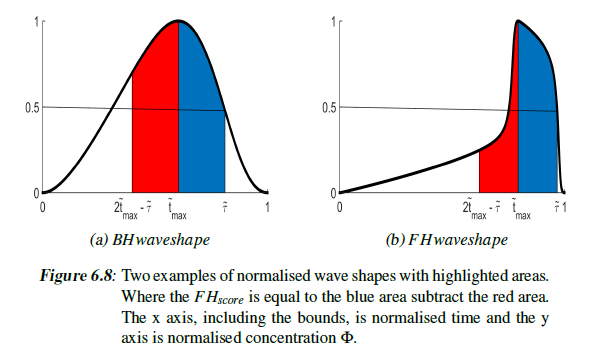 1
1
0.5
0.5
0
0
0
2t̃max - τ̃
t̃max
τ̃
1
0
2t̃max - τ̃
t̃max
τ̃
1
(a) BHwaveshape
(b) FHwaveshape
Figure 6.8: Two examples of normalised wave shapes with highlighted areas.
Where the FHscore is equal to the blue area subtract the red area.
The x axis, including the bounds, is normalised time and the y
axis is normalised concentration Φ.